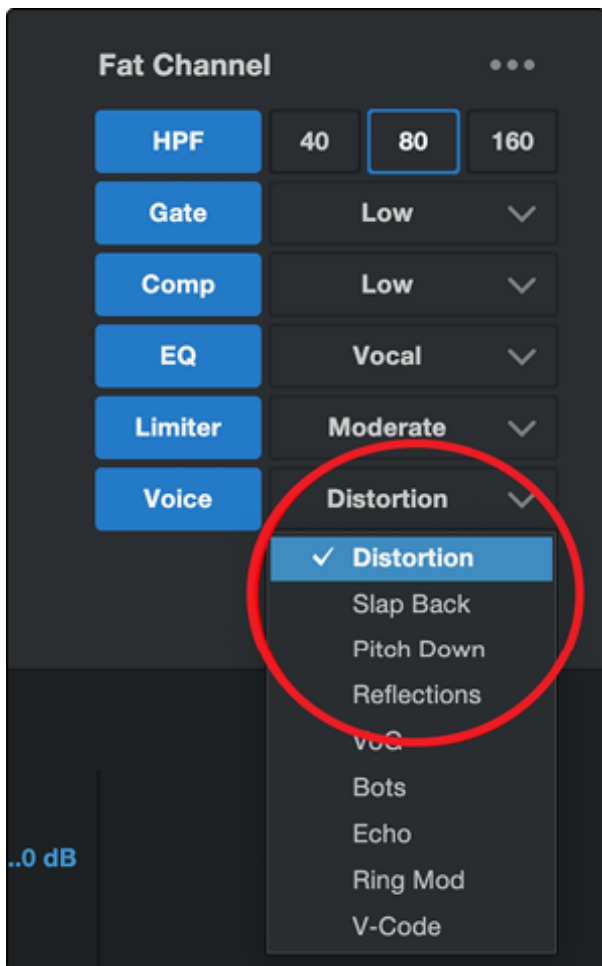 Fat Channel
HPF 40 80 160
Gate Low
Comp Low
EQ Vocal
Limiter Moderate
Voice Distortion
✓ Distortion
Slap Back
Pitch Down
Reflections
VoG
Bots
Echo
Ring Mod
V-Code
..0 dB